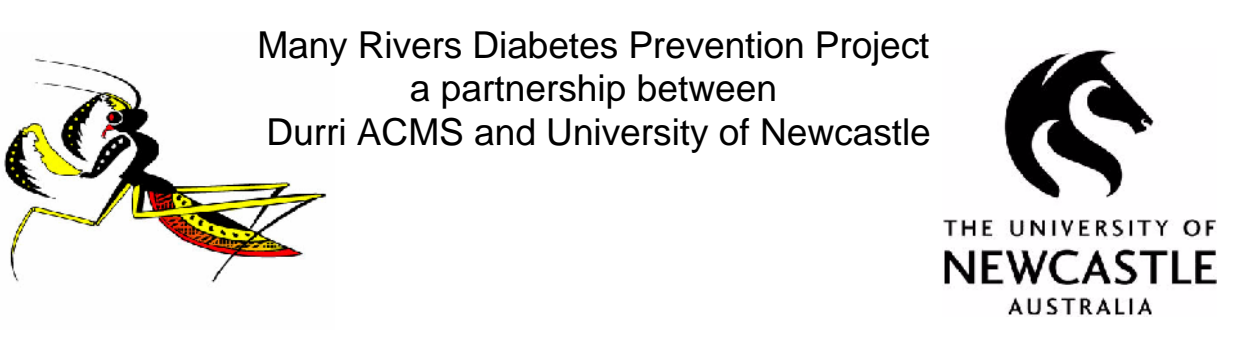 Many Rivers Diabetes Prevention Project
a partnership between
Durri ACMS and University of Newcastle
THE UNIVERSITY OF
NEWCASTLE
AUSTRALIA